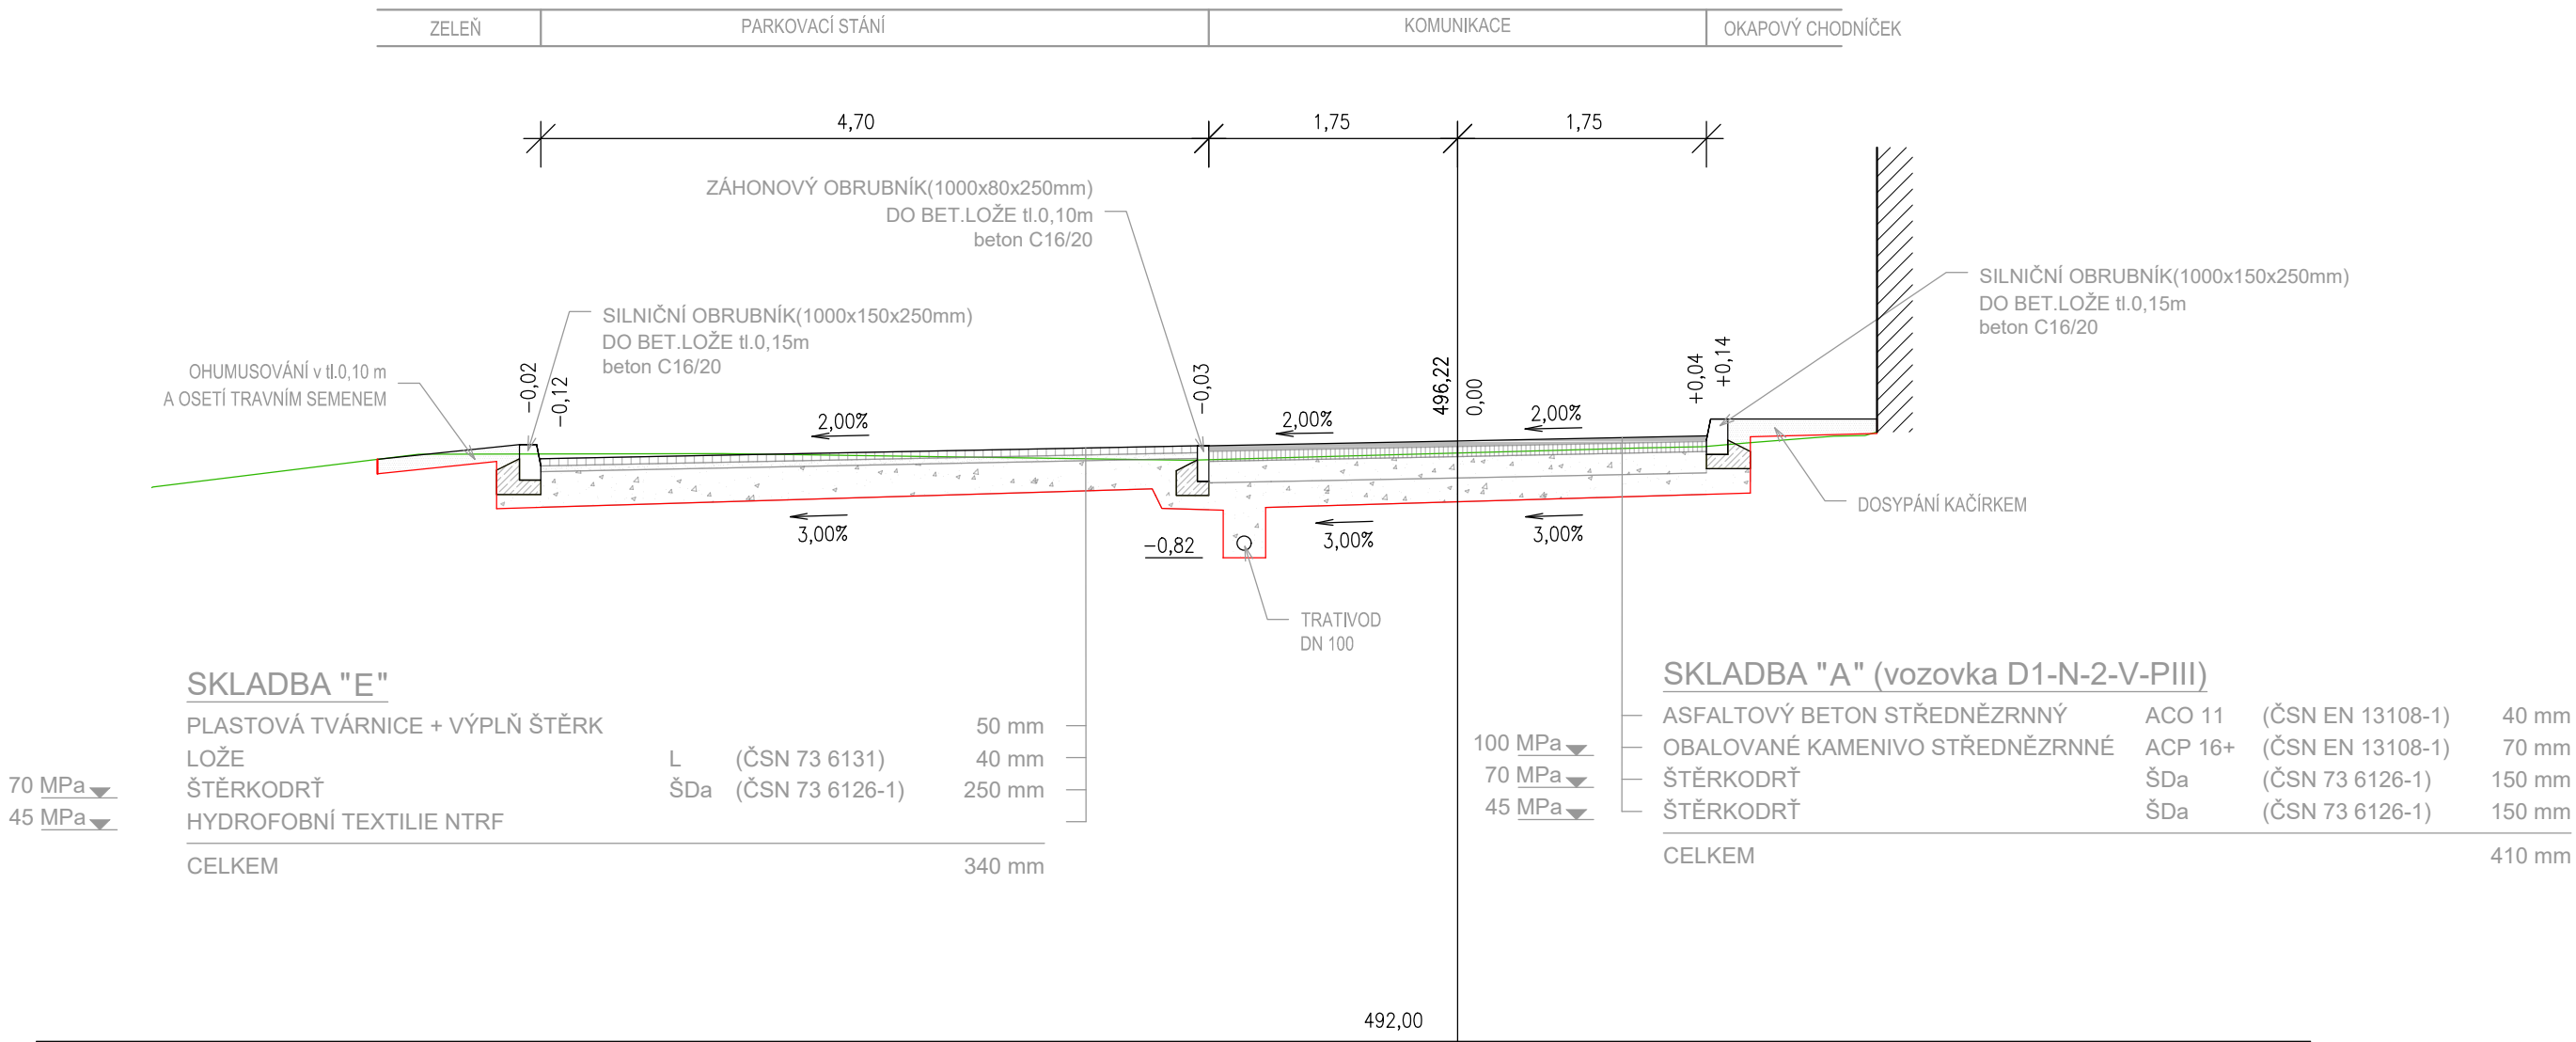 ZELEŇ
PARKOVACÍ STÁNÍ
KOMUNIKACE
OKAPOVÝ CHODNÍČEK
4,70
1,75
1,75
ZÁHONOVÝ OBRUBNÍK(1000x80x250mm)
DO BET.LOŽE tl.0,10m
beton C16/20
SILNIČNÍ OBRUBNÍK(1000x150x250mm)
DO BET.LOŽE tl.0,15m
beton C16/20
SILNIČNÍ OBRUBNÍK(1000x150x250mm)
DO BET.LOŽE tl.0,15m
beton C16/20
OHUMUSOVÁNÍ v tl.0,10 m
A OSETÍ TRAVNÍM SEMENEM
-0,02
-0,12
-0,03
496,22
0,00
+0,04
+0,14
2,00%
2,00%
2,00%
3,00%
3,00%
3,00%
-0,82
DOSYPÁNÍ KAČÍRKEM
TRATIVOD
DN 100
SKLADBA "E"
PLASTOVÁ TVÁRNICE + VÝPLŇ ŠTĚRK 50 mm
LOŽE L (ČSN 73 6131) 40 mm
70 MPa ŠTĚRKODRŤ ŠDa (ČSN 73 6126-1) 250 mm
45 MPa HYDROFOBNÍ TEXTILIE NTRF
CELKEM 340 mm
SKLADBA "A" (vozovka D1-N-2-V-PIII)
ASFALTOVÝ BETON STŘEDNĚZRNNÝ ACO 11 (ČSN EN 13108-1) 40 mm
100 MPa OBALOVANÉ KAMENIVO STŘEDNĚZRNNÉ ACP 16+ (ČSN EN 13108-1) 70 mm
70 MPa ŠTĚRKODRŤ ŠDa (ČSN 73 6126-1) 150 mm
45 MPa ŠTĚRKODRŤ ŠDa (ČSN 73 6126-1) 150 mm
CELKEM 410 mm
492,00